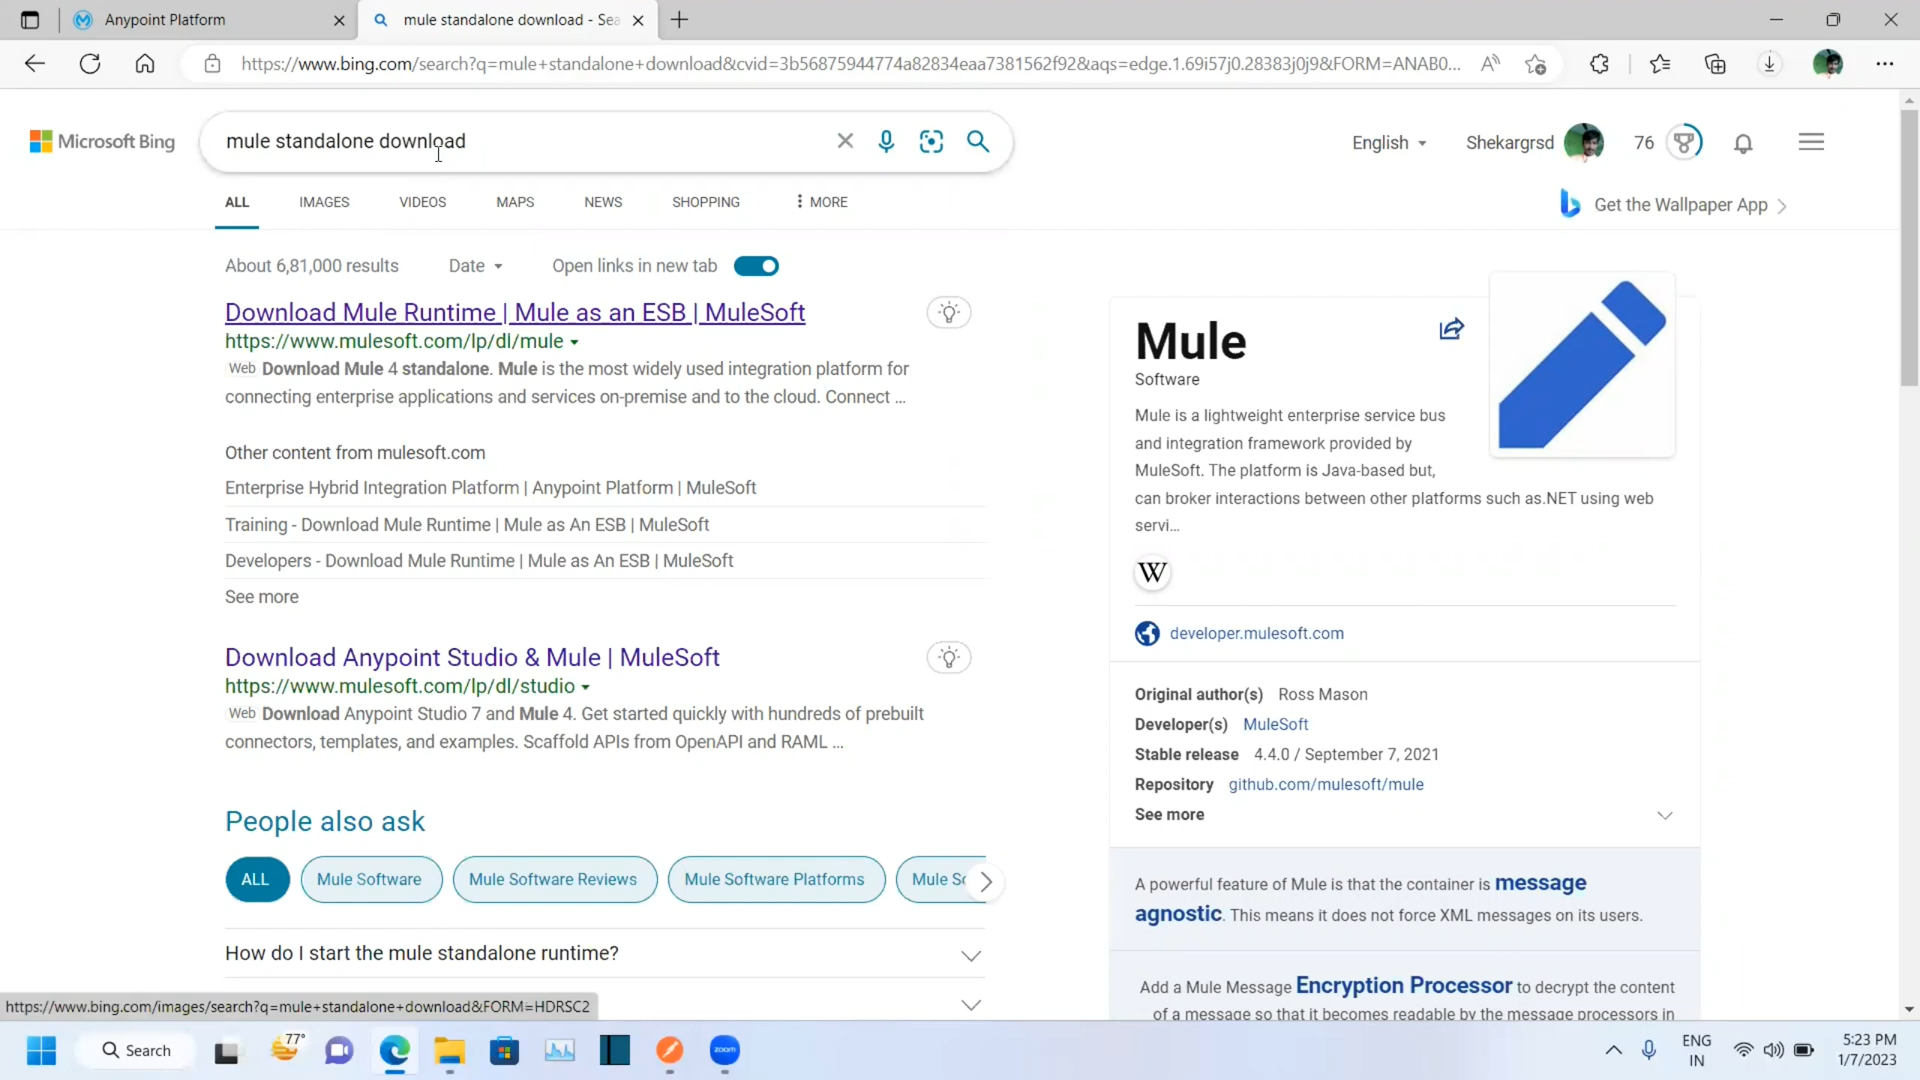 Anypoint Platform
mule standalone download - Sea
https://www.bing.com/search?q=mule+standalone+download&cvid=3b56875944774a82834eaa7381562f92&aqs=edge.1.69i57j0.28383j0j9&FORM=ANAB0...
Microsoft Bing
mule standalone download
English
Shekargrsd
76
ALL
IMAGES
VIDEOS
MAPS
NEWS
SHOPPING
MORE
Get the Wallpaper App
About 6,81,000 results
Date
Open links in new tab
Download Mule Runtime | Mule as an ESB | MuleSoft
https://www.mulesoft.com/lp/dl/mule
Web Download Mule 4 standalone. Mule is the most widely used integration platform for
connecting enterprise applications and services on-premise and to the cloud. Connect ...
Other content from mulesoft.com
Enterprise Hybrid Integration Platform | Anypoint Platform | MuleSoft
Training - Download Mule Runtime | Mule as An ESB | MuleSoft
Developers - Download Mule Runtime | Mule as An ESB | MuleSoft
See more
Download Anypoint Studio & Mule | MuleSoft
https://www.mulesoft.com/lp/dl/studio
Web Download Anypoint Studio 7 and Mule 4. Get started quickly with hundreds of prebuilt
connectors, templates, and examples. Scaffold APIs from OpenAPI and RAML ...
People also ask
ALL
Mule Software
Mule Software Reviews
Mule Software Platforms
Mule So
How do I start the mule standalone runtime?
Mule
Software
Mule is a lightweight enterprise service bus
and integration framework provided by
MuleSoft. The platform is Java-based but,
can broker interactions between other platforms such as.NET using web
servi...
W
developer.mulesoft.com
Original author(s) Ross Mason
Developer(s) MuleSoft
Stable release 4.4.0 / September 7, 2021
Repository github.com/mulesoft/mule
See more
A powerful feature of Mule is that the container is message
agnostic. This means it does not force XML messages on its users.
Add a Mule Message Encryption Processor to decrypt the content
of a message so that it becomes readable by the message processors in
https://www.bing.com/images/search?q=mule+standalone+download&FORM=HDRSC2
Search
77°
zoom
ENG
IN
5:23 PM
1/7/2023